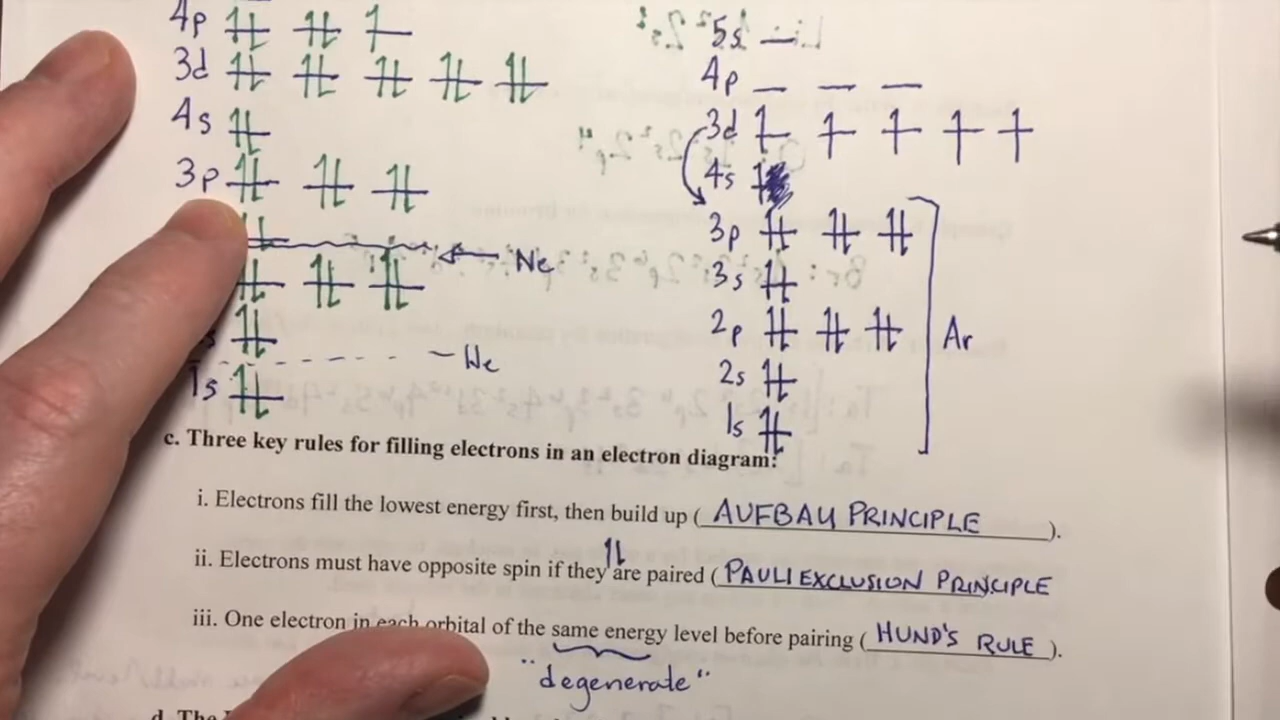 4p
3d
4s
3p
Ne
s
He
1s
5s
4p
3d
4s
3p
3s
2p
2s
1s
Ar
c. Three key rules for filling electrons in an electron diagram:
i. Electrons fill the lowest energy first, then build up ( AUFBAU PRINCIPLE ).
ii. Electrons must have opposite spin if they are paired ( PAULI EXCLUSION PRINCIPLE
iii. One electron in each orbital of the same energy level before pairing ( HUND'S RULE ).
"degenerate"
d. The